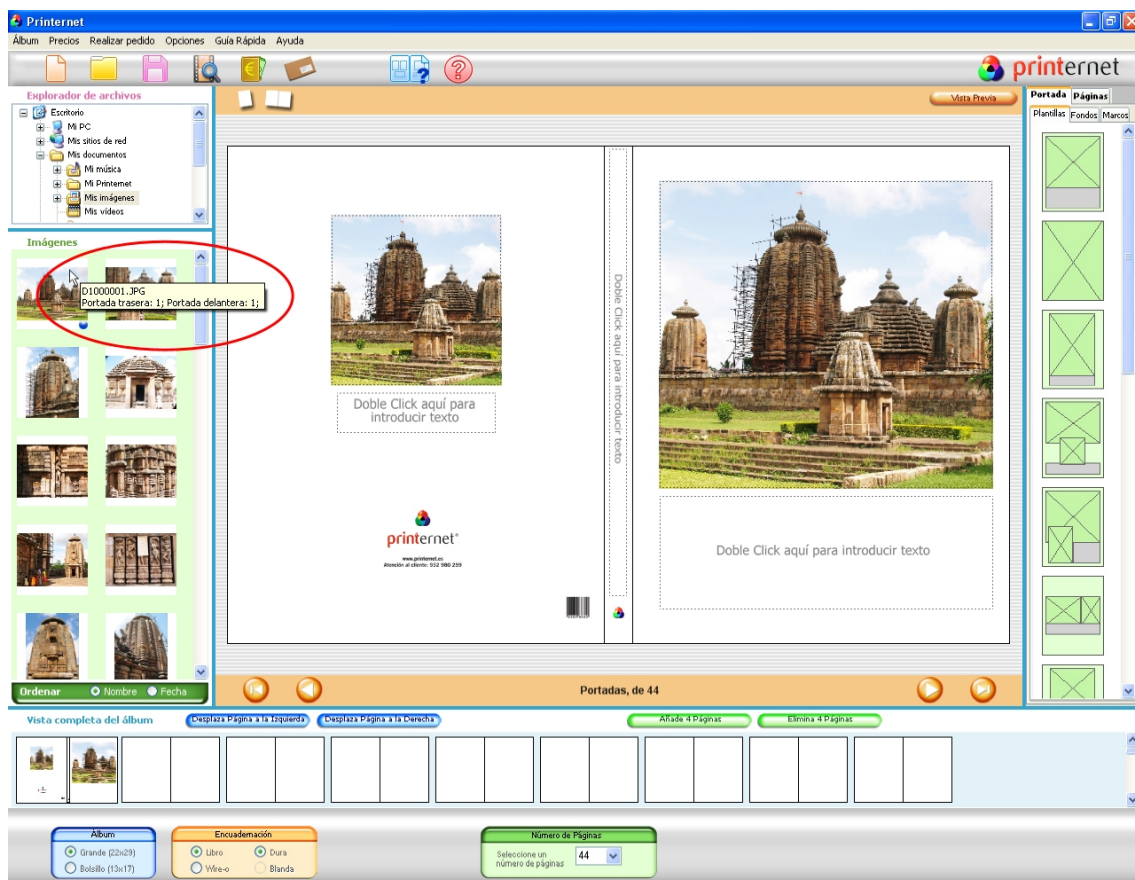 Printernet
Álbum Precios Realizar pedido Opciones Guía Rápida Ayuda
printernet
Explorador de archivos
Escritorio
Mi PC
Mis sitios de red
Mis documentos
Mi música
Mi Printernet
Mis imágenes
Mis vídeos
Vista Previa
Portada Páginas
Plantillas Fondos Marcos
Imágenes
D1000001.JPG
Portada trasera: 1; Portada delantera: 1;
Doble Click aquí para
introducir texto
Doble Click aquí para introducir texto
printernet®
www.printernet.es
Atención al cliente: 932 980 259
Doble Click aquí para introducir texto
Ordenar Nombre Fecha
Portadas, de 44
Vista completa del álbum
Desplaza Página a la Izquierda Desplaza Página a la Derecha Añade 4 Páginas Elimina 4 Páginas
Álbum
Grande (22x29)
Bolsillo (13x17)
Encuadernación
Libro Dura
Wire-o Blanda
Número de Páginas
Seleccione un
número de páginas
44